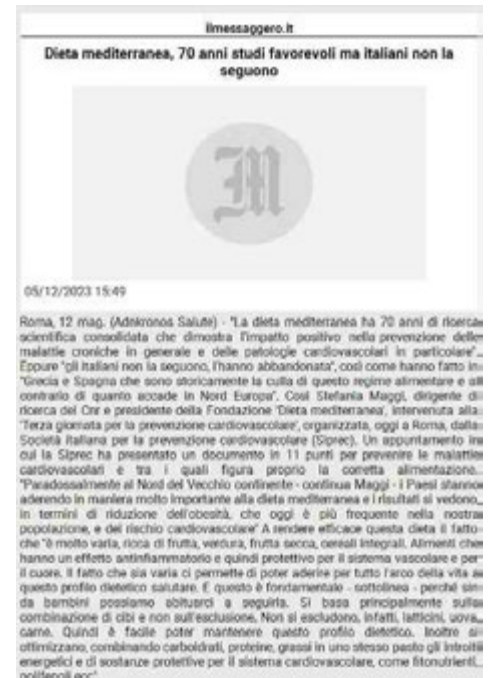 ilmessaggero.it
Dieta mediterranea, 70 anni studi favorevoli ma italiani non la
seguono
M
05/12/2023 15:49
Roma, 12 mag. (Adnkronos Salute) - "La dieta mediterranea ha 70 anni di ricerca
scientifica consolidata che dimostra l'impatto positivo nella prevenzione delle
malattie croniche in generale e delle patologie cardiovascolari in particolare".
Eppure "gli italiani non la seguono, l'hanno abbandonata", così come hanno fatto in
"Grecia e Spagna che sono storicamente la culla di questo regime alimentare e al
contrario di quanto accade in Nord Europa". Così Stefania Maggi, dirigente di
ricerca del Cnr e presidente della Fondazione 'Dieta mediterranea', intervenuta alla
'Terza giornata per la prevenzione cardiovascolare', organizzata, oggi a Roma, dalla
Società italiana per la prevenzione cardiovascolare (Siprec). Un appuntamento in
cui la Siprec ha presentato un documento in 11 punti per prevenire le malattie
cardiovascolari e tra i quali figura proprio la corretta alimentazione.
"Paradossalmente al Nord del Vecchio continente - continua Maggi - i Paesi stanno
aderendo in maniera molto importante alla dieta mediterranea e i risultati si vedono,
in termini di riduzione dell'obesità, che oggi è più frequente nella nostra
popolazione, e del rischio cardiovascolare" A rendere efficace questa dieta il fatto
che "è molto varia, ricca di frutta, verdura, frutta secca, cereali integrali. Alimenti che
hanno un effetto antinfiammatorio e quindi protettivo per il sistema vascolare e per
il cuore. Il fatto che sia varia ci permette di poter aderire per tutto l'arco della vita a
questo profilo dietetico salutare. E questo è fondamentale - sottolinea - perché sin
da bambini possiamo abituarci a seguirla. Si basa principalmente sulla
combinazione di cibi e non sull'esclusione. Non si escludono, infatti, latticini, uova,
carne. Quindi è facile poter mantenere questo profilo dietetico. Inoltre si
ottimizzano, combinando carboidrati, proteine, grassi in uno stesso pasto gli introiti
energetici e di sostanze protettive per il sistema cardiovascolare, come fitonutrienti,
polifenoli ecc".